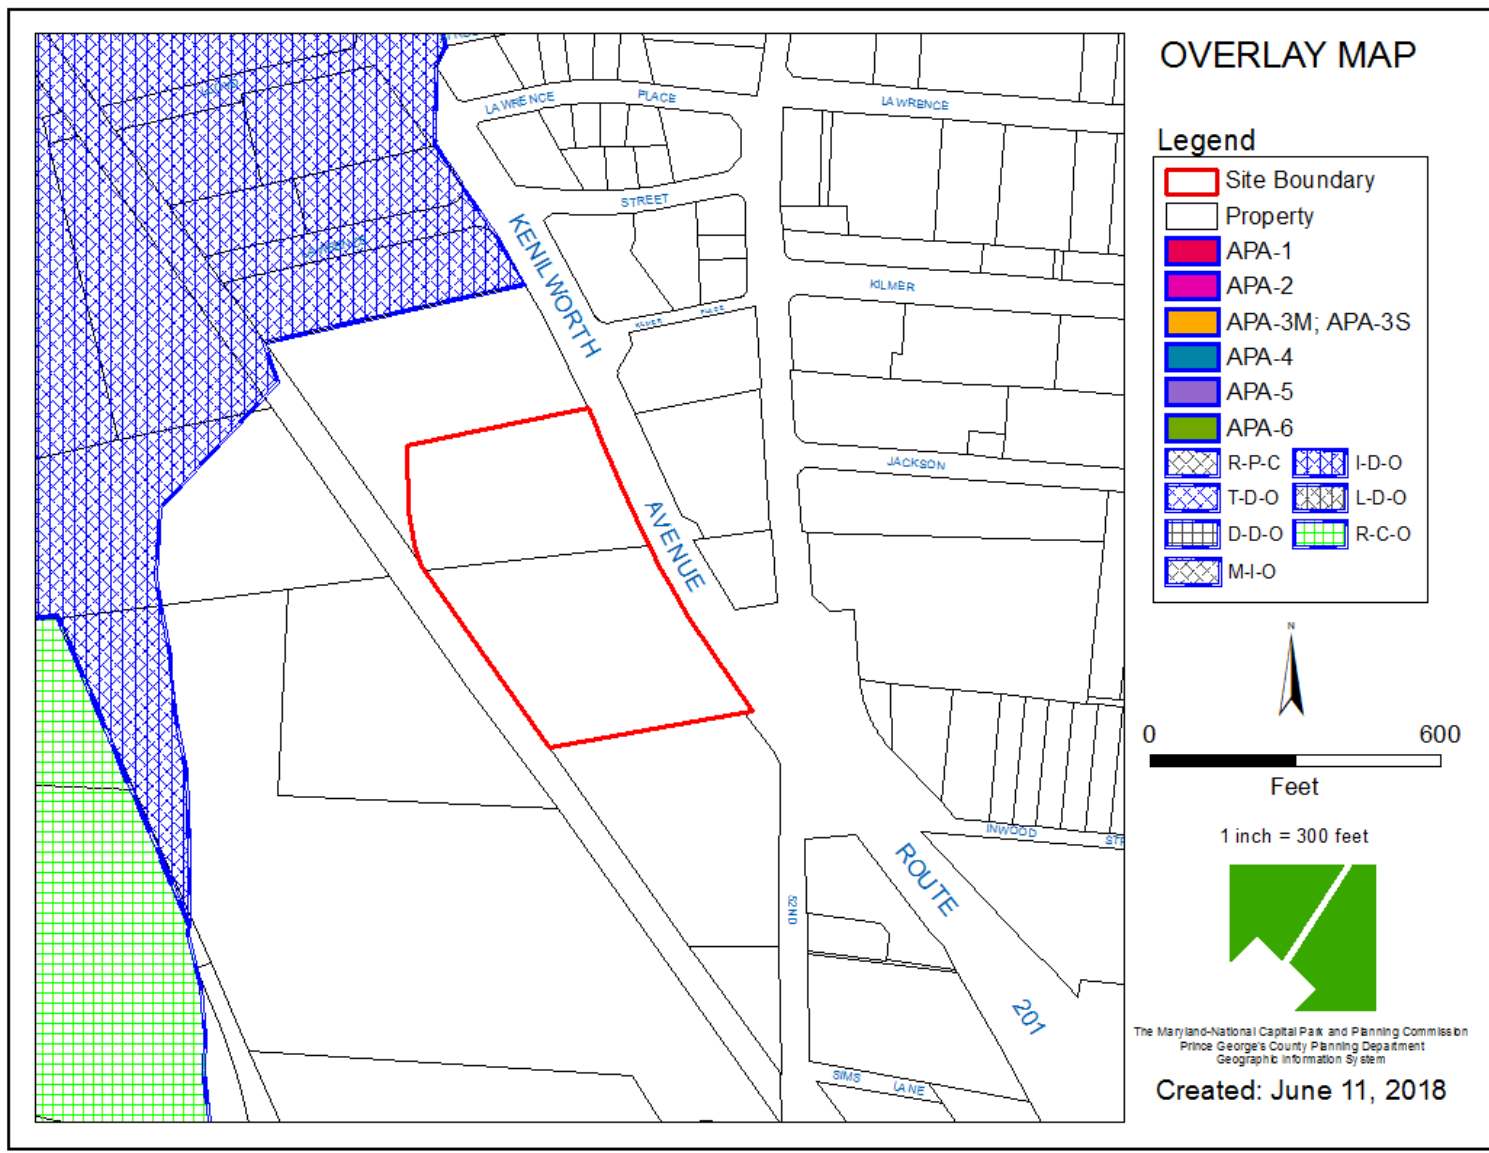 OVERLAY MAP
Legend
Site Boundary
Property
APA-1
APA-2
APA-3M; APA-3S
APA-4
APA-5
APA-6
R-P-C
I-D-O
T-D-O
L-D-O
D-D-O
R-C-O
M-I-O
N
0
600
Feet
1 inch = 300 feet
The Maryland-National Capital Park and Planning Commission
Prince George's County Planning Department
Geographic Information System
Created: June 11, 2018
LAWRENCE
PLACE
LAWRENCE
STREET
KENILWORTH
KILMER
KILMER
PLACE
JACKSON
AVENUE
INWOOD
ROUTE
52ND
201
SIMS
LANE